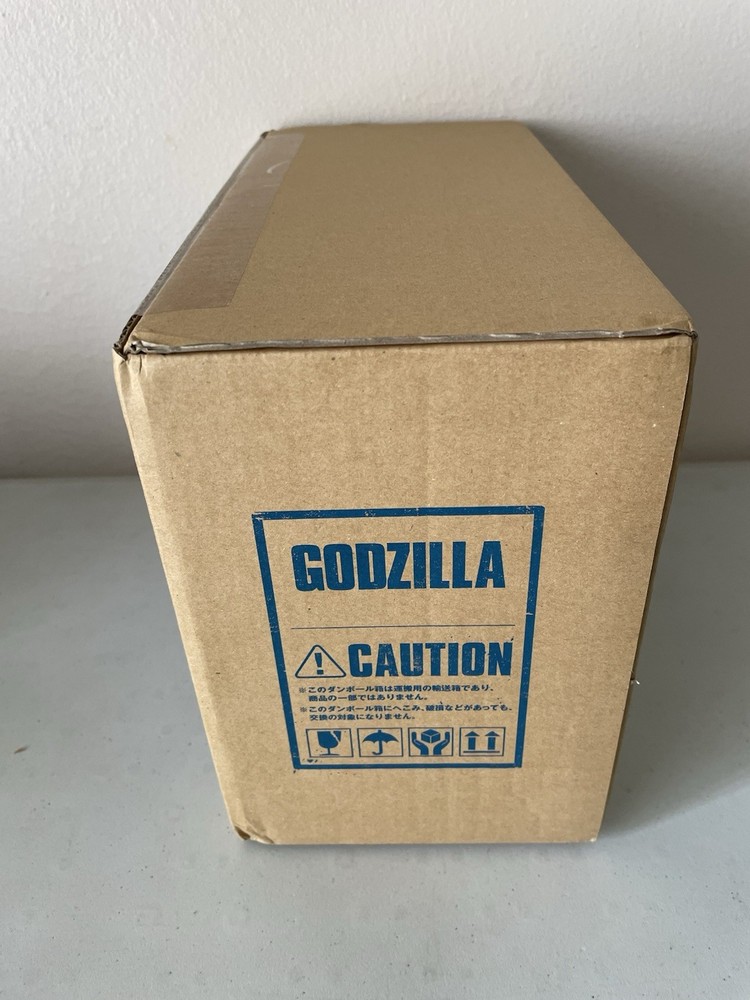 GODZILLA
CAUTION
※このダンボール箱は運搬用の輸送箱であり、
商品の一部ではありません。
※このダンボール箱にへこみ、破損などがあっても、
交換の対象になりません。